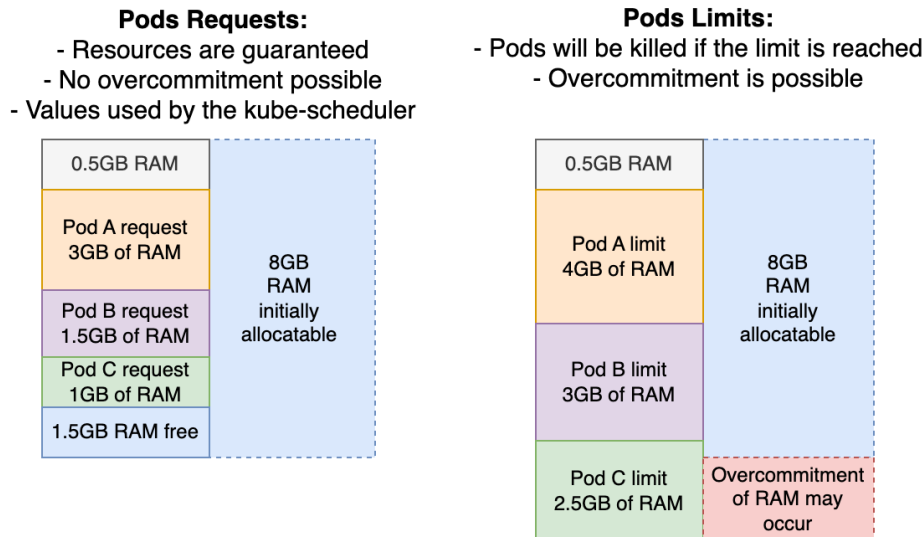 Pods Requests:
- Resources are guaranteed
- No overcommitment possible
- Values used by the kube-scheduler
0.5GB RAM
Pod A request
3GB of RAM
Pod B request
1.5GB of RAM
Pod C request
1GB of RAM
1.5GB RAM free
8GB
RAM
initially
allocatable
Pods Limits:
- Pods will be killed if the limit is reached
- Overcommitment is possible
0.5GB RAM
Pod A limit
4GB of RAM
Pod B limit
3GB of RAM
Pod C limit
2.5GB of RAM
8GB
RAM
initially
allocatable
Overcommitment
of RAM may
occur